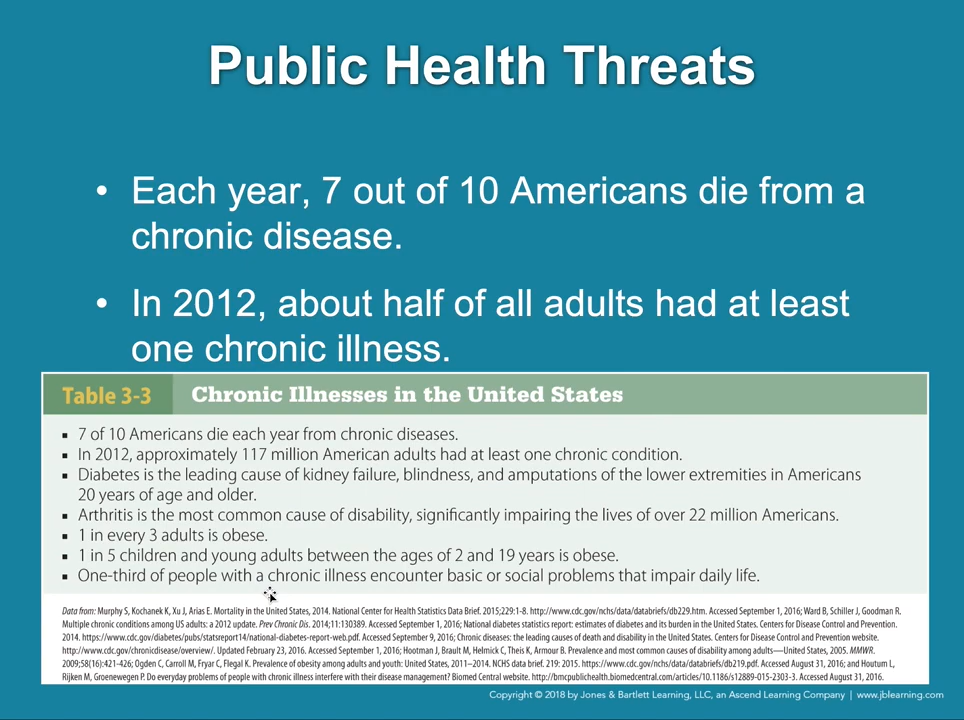 Public Health Threats
• Each year, 7 out of 10 Americans die from a
chronic disease.
• In 2012, about half of all adults had at least
one chronic illness.
Table 3-3 Chronic Illnesses in the United States
▪ 7 of 10 Americans die each year from chronic diseases.
▪ In 2012, approximately 117 million American adults had at least one chronic condition.
▪ Diabetes is the leading cause of kidney failure, blindness, and amputations of the lower extremities in Americans
20 years of age and older.
▪ Arthritis is the most common cause of disability, significantly impairing the lives of over 22 million Americans.
▪ 1 in every 3 adults is obese.
▪ 1 in 5 children and young adults between the ages of 2 and 19 years is obese.
▪ One-third of people with a chronic illness encounter basic or social problems that impair daily life.
Data from: Murphy S, Kochanek K, Xu J, Arias E. Mortality in the United States, 2014. National Center for Health Statistics Data Brief. 2015;229:1-8. http://www.cdc.gov/nchs/data/databriefs/db229.htm. Accessed September 1, 2016; Ward B, Schiller J, Goodman R.
Multiple chronic conditions among US adults: a 2012 update. Prev Chronic Dis. 2014;11:130389. Accessed September 1, 2016; National diabetes statistics report: estimates of diabetes and its burden in the United States. Centers for Disease Control and Prevention.
2014. https://www.cdc.gov/diabetes/pubs/statsreport14/national-diabetes-report-web.pdf. Accessed September 9, 2016; Chronic diseases: the leading causes of death and disability in the United States. Centers for Disease Control and Prevention website.
http://www.cdc.gov/chronicdisease/overview/. Updated February 23, 2016. Accessed September 1, 2016; Hootman J, Brault M, Helmick C, Theis K, Armour B. Prevalence and most common causes of disability among adults—United States, 2005. MMWR.
2009;58(16):421-426; Ogden C, Carroll M, Fryar C, Flegal K. Prevalence of obesity among adults and youth: United States, 2011–2014. NCHS data brief. 219: 2015. https://www.cdc.gov/nchs/data/databriefs/db219.pdf. Accessed August 31, 2016; and Houtum L,
Rijken M, Groenewegen P. Do everyday problems of people with chronic illness interfere with their disease management? Biomed Central website. http://bmcpublichealth.biomedcentral.com/articles/10.1186/s12889-015-2303-3. Accessed August 31, 2016.
Copyright © 2018 by Jones & Bartlett Learning, LLC, an Ascend Learning Company | www.jblearning.com